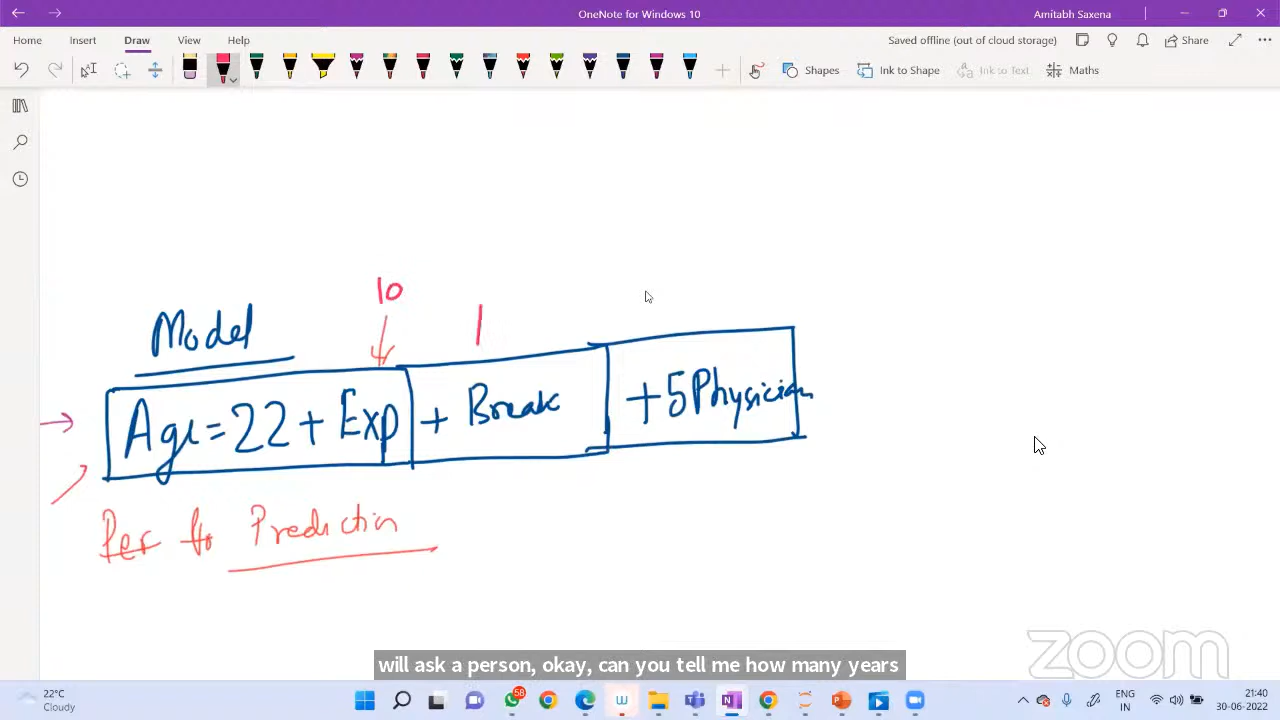 OneNote for Windows 10
Amitabh Saxena
Home Insert Draw View Help
Saved offline (out of cloud storage)
Share
Shapes
Ink to Shape
Ink to Text
Maths
10
1
Model
Age = 22 + Exp + Break + 5 Physician
Per to Prediction
zoom
will ask a person, okay, can you tell me how many years
22°C
Cloudy
58
ENG
IN
21:40
30-06-2022